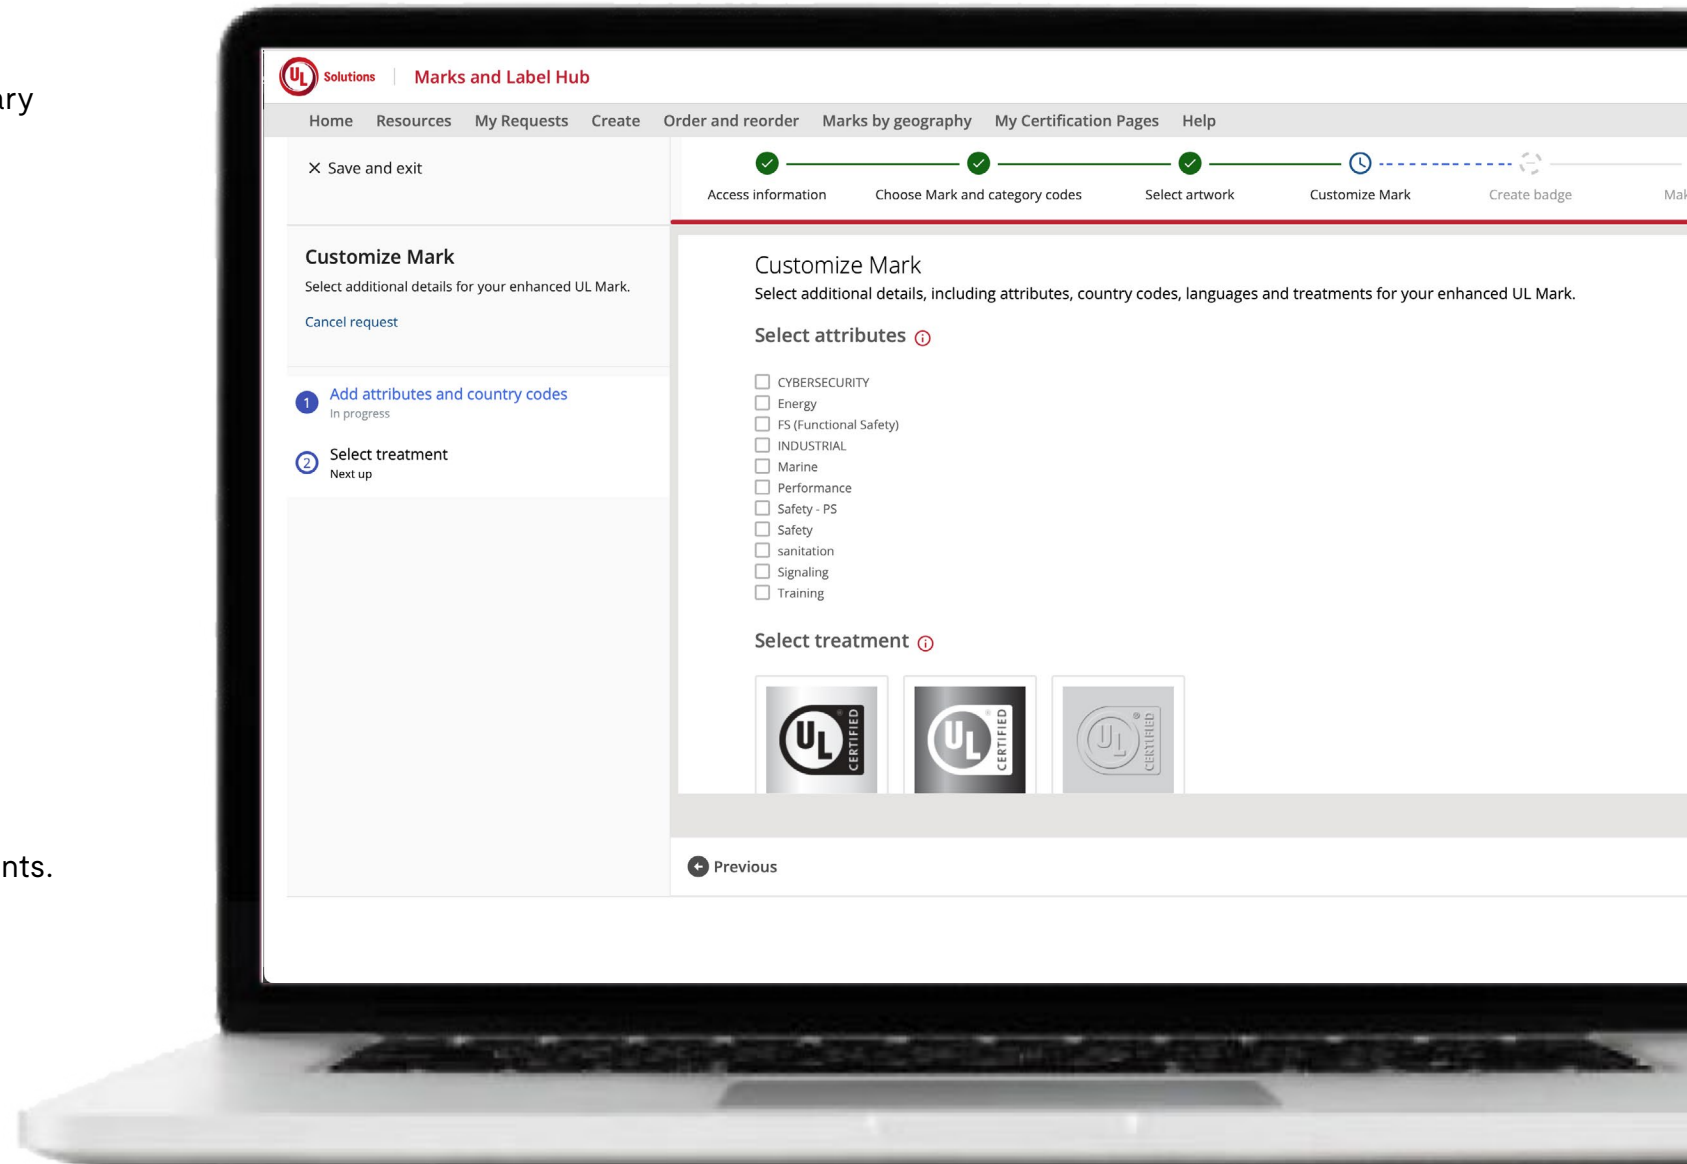 UL Solutions Marks and Label Hub
Home Resources My Requests Create Order and reorder Marks by geography My Certification Pages Help
Save and exit
Access information Choose Mark and category codes Select artwork Customize Mark Create badge
Customize Mark
Select additional details for your enhanced UL Mark.
Cancel request
1 Add attributes and country codes
In progress
2 Select treatment
Next up
Customize Mark
Select additional details, including attributes, country codes, languages and treatments for your enhanced UL Mark.
Select attributes
CYBERSECURITY
Energy
FS (Functional Safety)
INDUSTRIAL
Marine
Performance
Safety - PS
Safety
sanitation
Signaling
Training
Select treatment
UL ® CERTIFIED
UL ® CERTIFIED
UL ® CERTIFIED
Previous